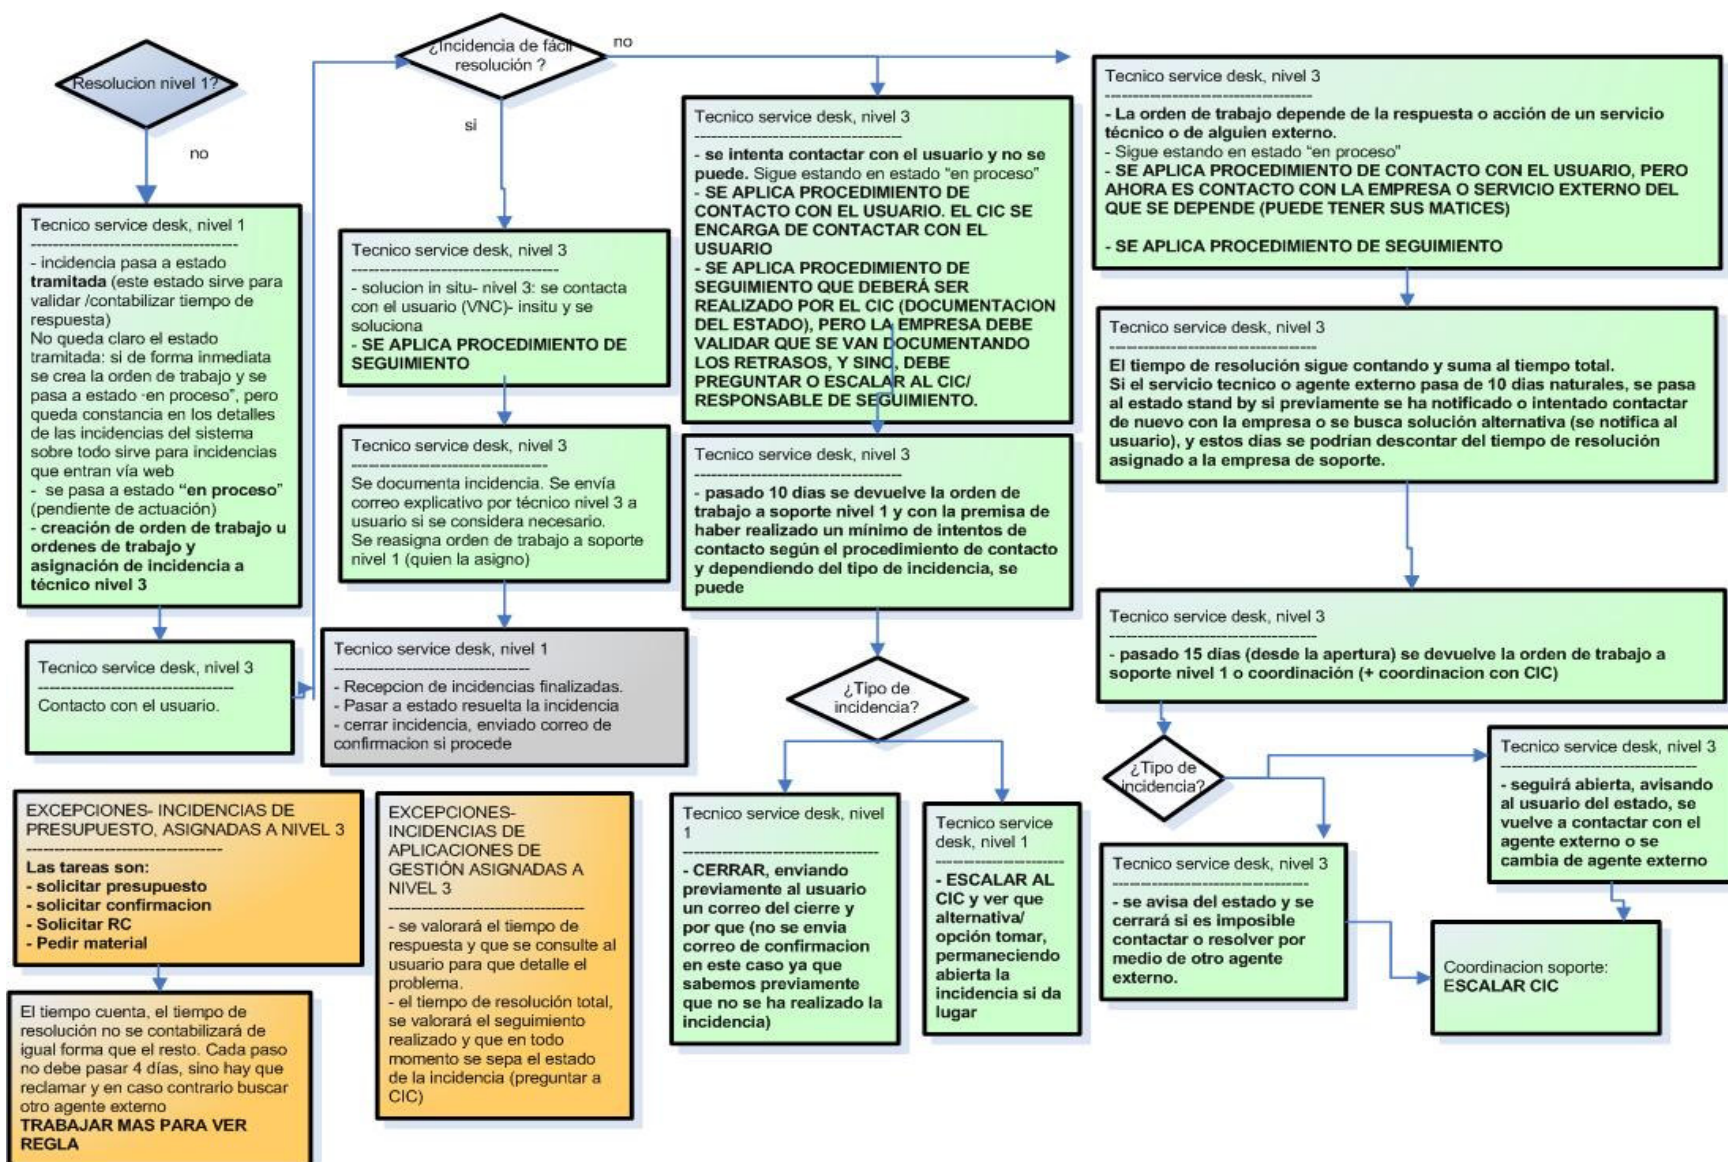 Resolucion nivel 1?
no
Tecnico service desk, nivel 1
--------------------------------------
- incidencia pasa a estado
tramitada (este estado sirve para
validar /contabilizar tiempo de
respuesta)
No queda claro el estado
tramitada: si de forma inmediata
se crea la orden de trabajo y se
pasa a estado ·en proceso”, pero
queda constancia en los detalles
de las incidencias del sistema
sobre todo sirve para incidencias
que entran vía web
- se pasa a estado “en proceso”
(pendiente de actuación)
- creación de orden de trabajo u
ordenes de trabajo y
asignación de incidencia a
técnico nivel 3
Tecnico service desk, nivel 3
------------------------------------
Contacto con el usuario.
¿Incidencia de fácil
resolución ?
no
si
Tecnico service desk, nivel 3
--------------------------------------
- solucion in situ- nivel 3: se contacta
con el usuario (VNC)- insitu y se
soluciona
- SE APLICA PROCEDIMIENTO DE
SEGUIMIENTO
Tecnico service desk, nivel 3
------------------------------------
Se documenta incidencia. Se envía
correo explicativo por técnico nivel 3 a
usuario si se considera necesario.
Se reasigna orden de trabajo a soporte
nivel 1 (quien la asigno)
Tecnico service desk, nivel 1
------------------------------------
- Recepcion de incidencias finalizadas.
- Pasar a estado resuelta la incidencia
- cerrar incidencia, enviado correo de
confirmacion si procede
Tecnico service desk, nivel 3
--------------------------------------
- se intenta contactar con el usuario y no se
puede. Sigue estando en estado “en proceso”
- SE APLICA PROCEDIMIENTO DE
CONTACTO CON EL USUARIO. EL CIC SE
ENCARGA DE CONTACTAR CON EL
USUARIO
- SE APLICA PROCEDIMIENTO DE
SEGUIMIENTO QUE DEBERÁ SER
REALIZADO POR EL CIC (DOCUMENTACION
DEL ESTADO), PERO LA EMPRESA DEBE
VALIDAR QUE SE VAN DOCUMENTANDO
LOS RETRASOS, Y SINO, DEBE
PREGUNTAR O ESCALAR AL CIC/
RESPONSABLE DE SEGUIMIENTO.
Tecnico service desk, nivel 3
--------------------------------------
- pasado 10 dias se devuelve la orden de
trabajo a soporte nivel 1 y con la premisa de
haber realizado un mínimo de intentos de
contacto según el procedimiento de contacto
y dependiendo del tipo de incidencia, se
puede
¿Tipo de
incidencia?
Tecnico service desk, nivel
1
------------------------------------
- CERRAR, enviando
previamente al usuario
un correo del cierre y
por que (no se envia
correo de confirmacion
en este caso ya que
sabemos previamente
que no se ha realizado la
incidencia)
Tecnico service
desk, nivel 1
------------------------
- ESCALAR AL
CIC y ver que
alternativa/
opción tomar,
permaneciendo
abierta la
incidencia si da
lugar
Tecnico service desk, nivel 3
--------------------------------------
- La orden de trabajo depende de la respuesta o acción de un servicio
técnico o de alguien externo.
- Sigue estando en estado “en proceso”
- SE APLICA PROCEDIMIENTO DE CONTACTO CON EL USUARIO, PERO
AHORA ES CONTACTO CON LA EMPRESA O SERVICIO EXTERNO DEL
QUE SE DEPENDE (PUEDE TENER SUS MATICES)
- SE APLICA PROCEDIMIENTO DE SEGUIMIENTO
Tecnico service desk, nivel 3
--------------------------------------
El tiempo de resolución sigue contando y suma al tiempo total.
Si el servicio tecnico o agente externo pasa de 10 dias naturales, se pasa
al estado stand by si previamente se ha notificado o intentado contactar
de nuevo con la empresa o se busca solución alternativa (se notifica al
usuario), y estos días se podrían descontar del tiempo de resolución
asignado a la empresa de soporte.
Tecnico service desk, nivel 3
--------------------------------------
- pasado 15 días (desde la apertura) se devuelve la orden de trabajo a
soporte nivel 1 o coordinación (+ coordinacion con CIC)
¿Tipo de
incidencia?
Tecnico service desk, nivel 3
-------------------------------
- seguirá abierta, avisando
al usuario del estado, se
vuelve a contactar con el
agente externo o se
cambia de agente externo
Tecnico service desk, nivel 3
------------------------------------
- se avisa del estado y se
cerrará si es imposible
contactar o resolver por
medio de otro agente
externo.
Coordinacion soporte:
ESCALAR CIC
EXCEPCIONES- INCIDENCIAS DE
PRESUPUESTO, ASIGNADAS A NIVEL 3
------------------------------------
Las tareas son:
- solicitar presupuesto
- solicitar confirmacion
- Solicitar RC
- Pedir material
El tiempo cuenta, el tiempo de
resolución no se contabilizará de
igual forma que el resto. Cada paso
no debe pasar 4 días, sino hay que
reclamar y en caso contrario buscar
otro agente externo
TRABAJAR MAS PARA VER
REGLA
EXCEPCIONES-
INCIDENCIAS DE
APLICACIONES DE
GESTIÓN ASIGNADAS A
NIVEL 3
------------------------------------
- se valorará el tiempo de
respuesta y que se consulte al
usuario para que detalle el
problema.
- el tiempo de resolución total,
se valorará el seguimiento
realizado y que en todo
momento se sepa el estado
de la incidencia (preguntar a
CIC)